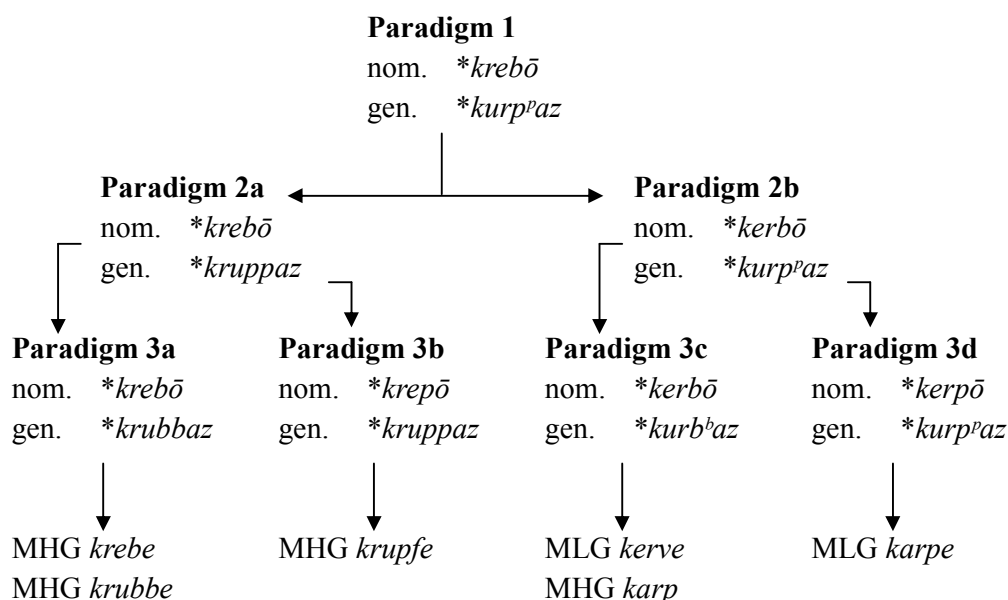 Paradigm 1
nom. *krebō
gen. *kurpᵖaz
Paradigm 2a
nom. *krebō
gen. *kruppaz
Paradigm 2b
nom. *kerbō
gen. *kurpᵖaz
Paradigm 3a
nom. *krebō
gen. *krubbaz
MHG krebe
MHG krubbe
Paradigm 3b
nom. *krepō
gen. *kruppaz
MHG krupfe
Paradigm 3c
nom. *kerbō
gen. *kurbᵇaz
MLG kerve
MHG karp
Paradigm 3d
nom. *kerpō
gen. *kurpᵖaz
MLG karpe